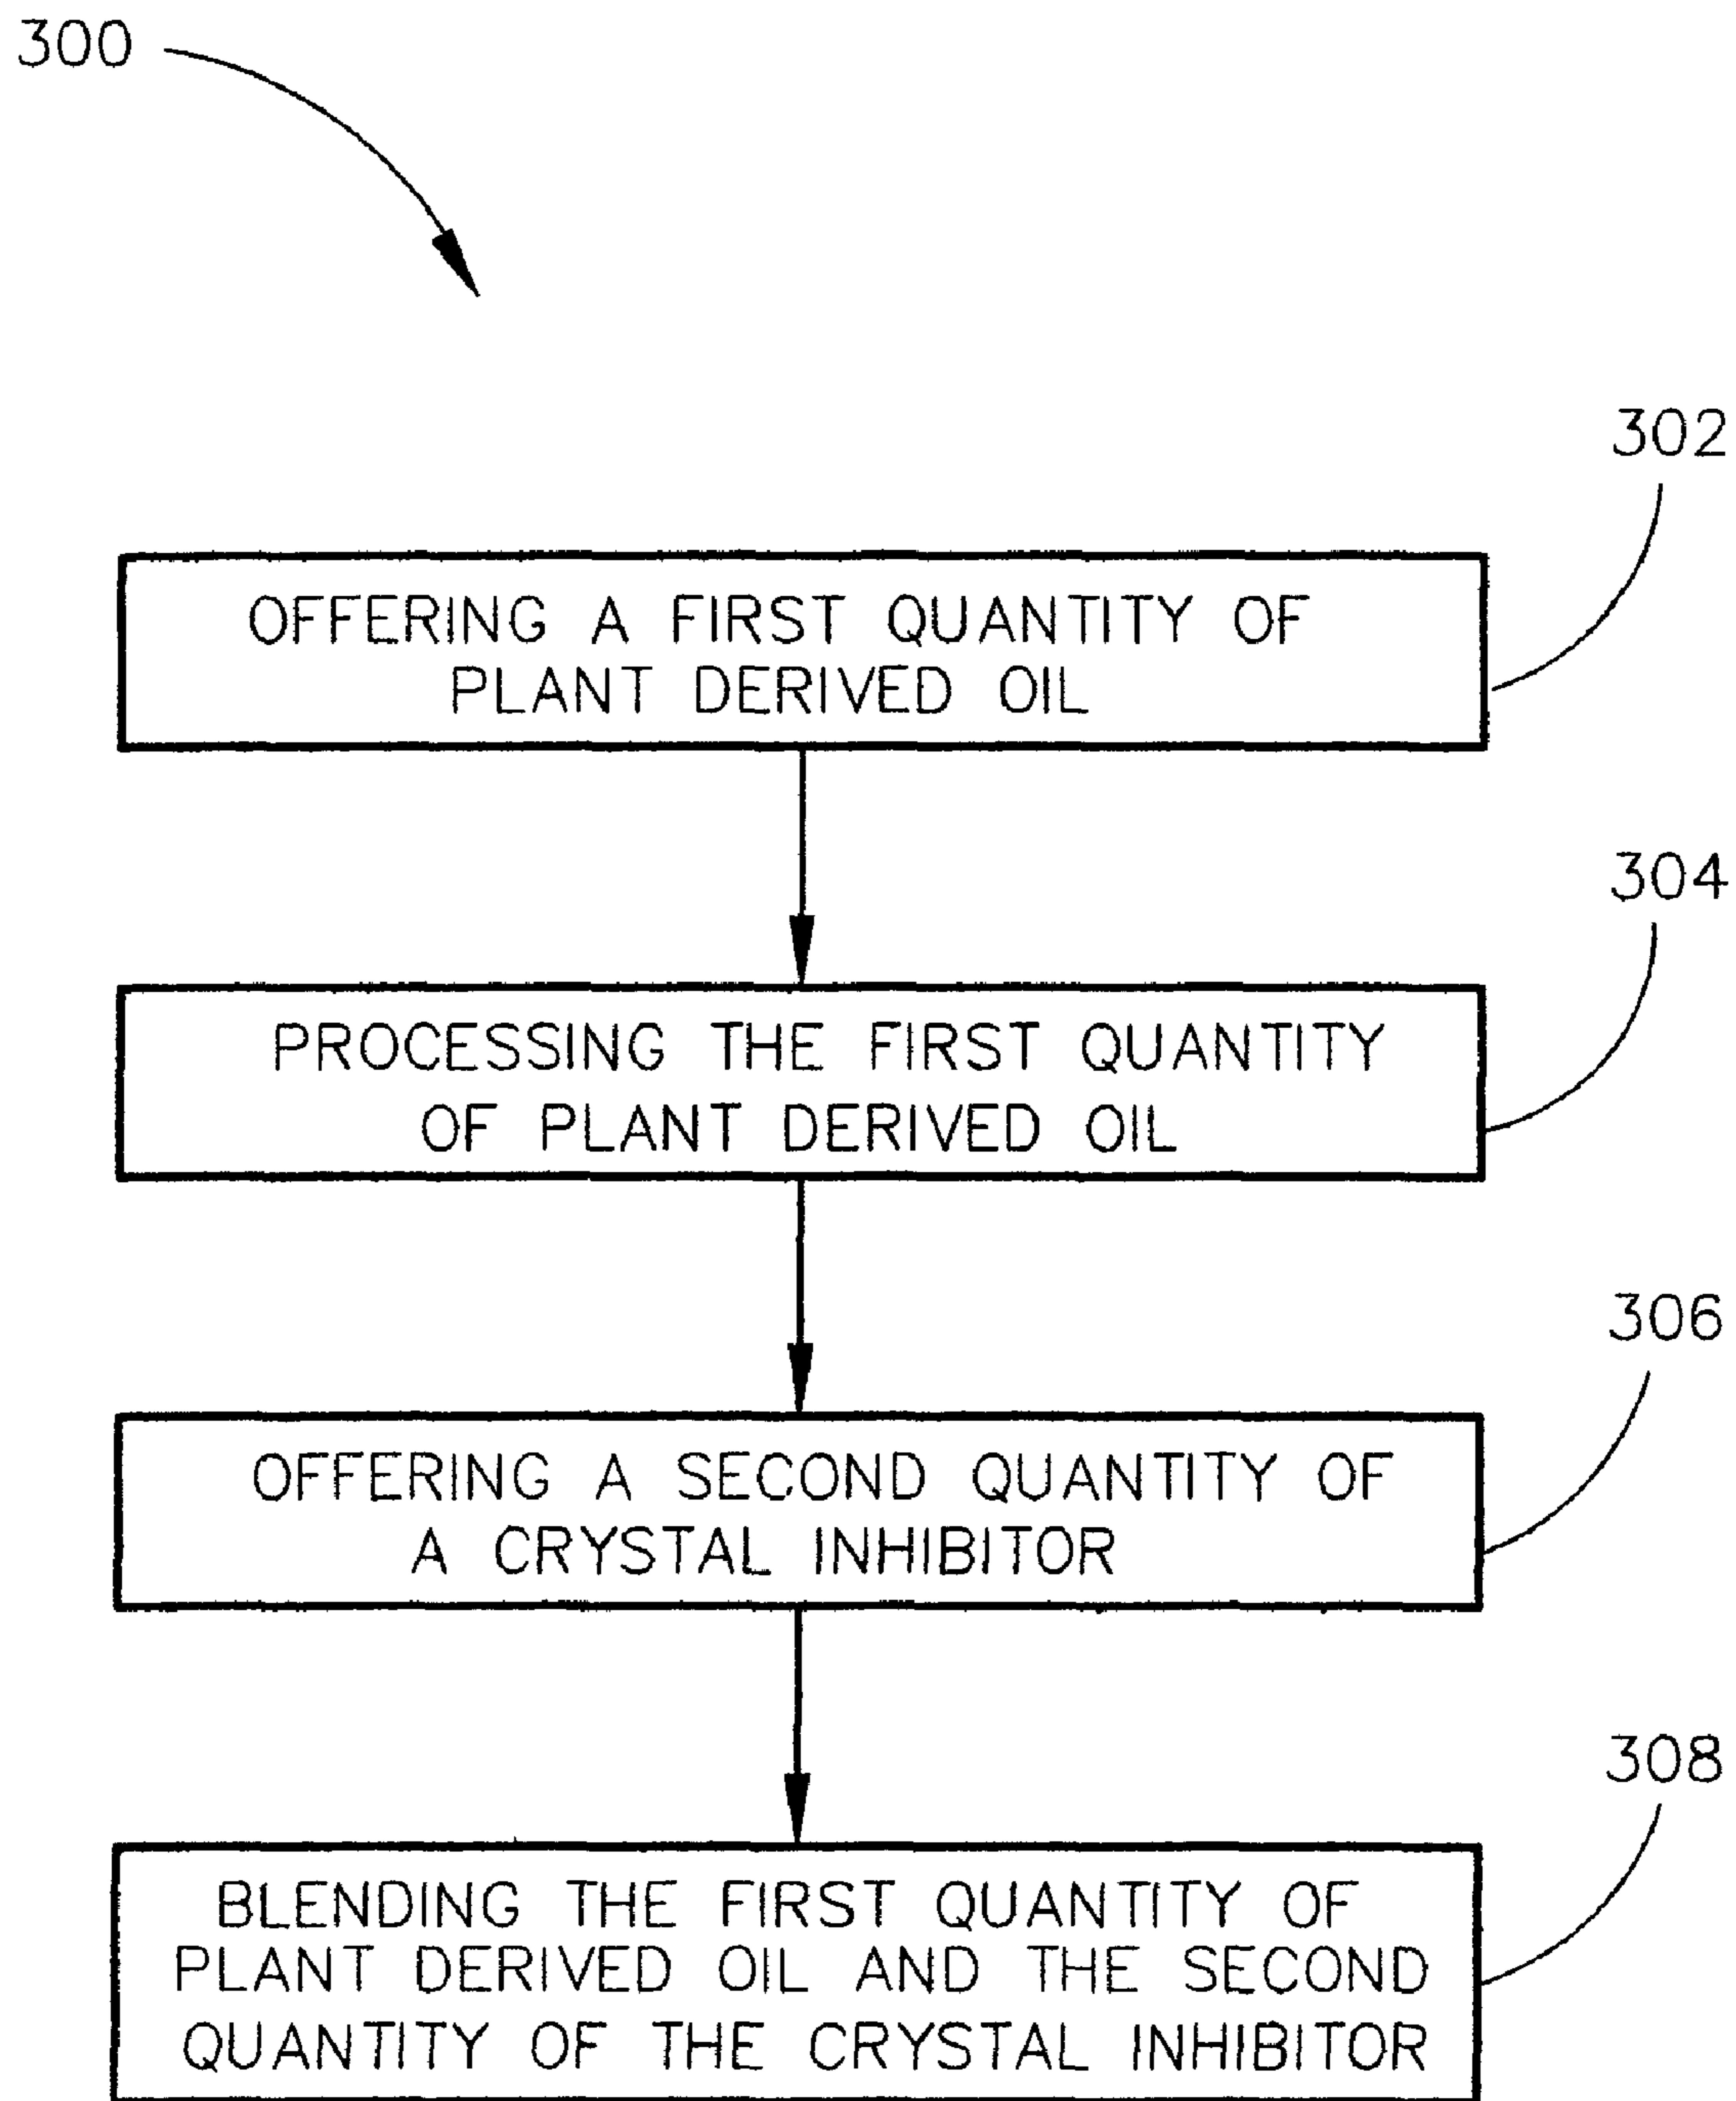 300
302
OFFERING A FIRST QUANTITY OF
PLANT DERIVED OIL
304
PROCESSING THE FIRST QUANTITY
OF PLANT DERIVED OIL
306
OFFERING A SECOND QUANTITY OF
A CRYSTAL INHIBITOR
308
BLENDING THE FIRST QUANTITY OF
PLANT DERIVED OIL AND THE SECOND
QUANTITY OF THE CRYSTAL INHIBITOR